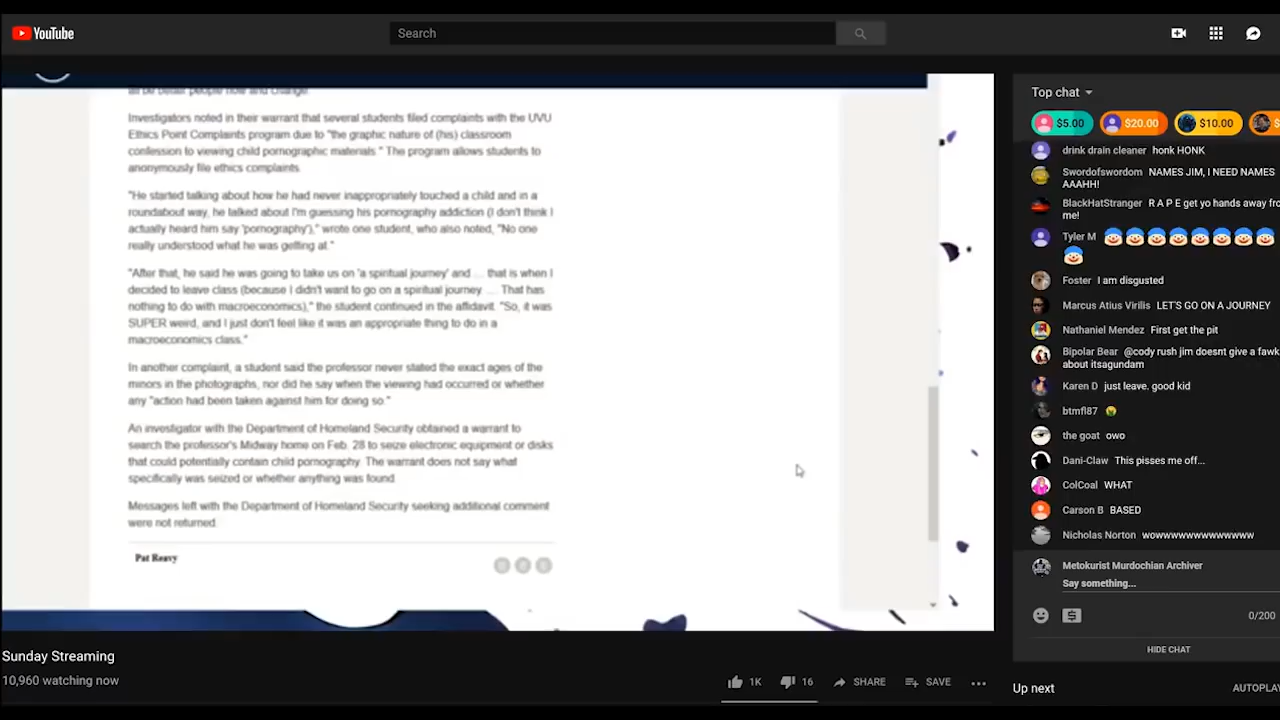 YouTube
Search
all be better people now and change.
Investigators noted in their warrant that several students filed complaints with the UVU
Ethics Point Complaints program due to "the graphic nature of (his) classroom
confession to viewing child pornographic materials." The program allows students to
anonymously file ethics complaints.
"He started talking about how he had never inappropriately touched a child and in a
roundabout way, he talked about I'm guessing his pornography addiction (I don't think I
actually heard him say 'pornography')," wrote one student, who also noted, "No one
really understood what he was getting at."
"After that, he said he was going to take us on 'a spiritual journey' and ... that is when I
decided to leave class (because I didn't want to go on a spiritual journey ... That has
nothing to do with macroeconomics)," the student continued in the affidavit. "So, it was
SUPER weird, and I just don't feel like it was an appropriate thing to do in a
macroeconomics class."
In another complaint, a student said the professor never stated the exact ages of the
minors in the photographs, nor did he say when the viewing had occurred or whether
any "action had been taken against him for doing so."
An investigator with the Department of Homeland Security obtained a warrant to
search the professor's Midway home on Feb. 28 to seize electronic equipment or disks
that could potentially contain child pornography. The warrant does not say what
specifically was seized or whether anything was found.
Messages left with the Department of Homeland Security seeking additional comment
were not returned.
Pat Reavy
Sunday Streaming
10,960 watching now
1K
16
SHARE
SAVE
Top chat
$5.00
$20.00
$10.00
$
drink drain cleaner honk HONK
Swordofswordom NAMES JIM, I NEED NAMES
AAAHH!
BlackHatStranger R A P E get yo hands away fro
me!
Tyler M
Foster I am disgusted
Marcus Atius Virilis LET'S GO ON A JOURNEY
Nathaniel Mendez First get the pit
Bipolar Bear @cody rush jim doesnt give a fawk
about itsagundam
Karen D just leave. good kid
btmfl87
the goat owo
Dani-Claw This pisses me off...
ColCoal WHAT
Carson B BASED
Nicholas Norton wowwwwwwwwwwwww
Metokurist Murdochian Archiver
Say something...
0/200
HIDE CHAT
Up next
AUTOPLAY